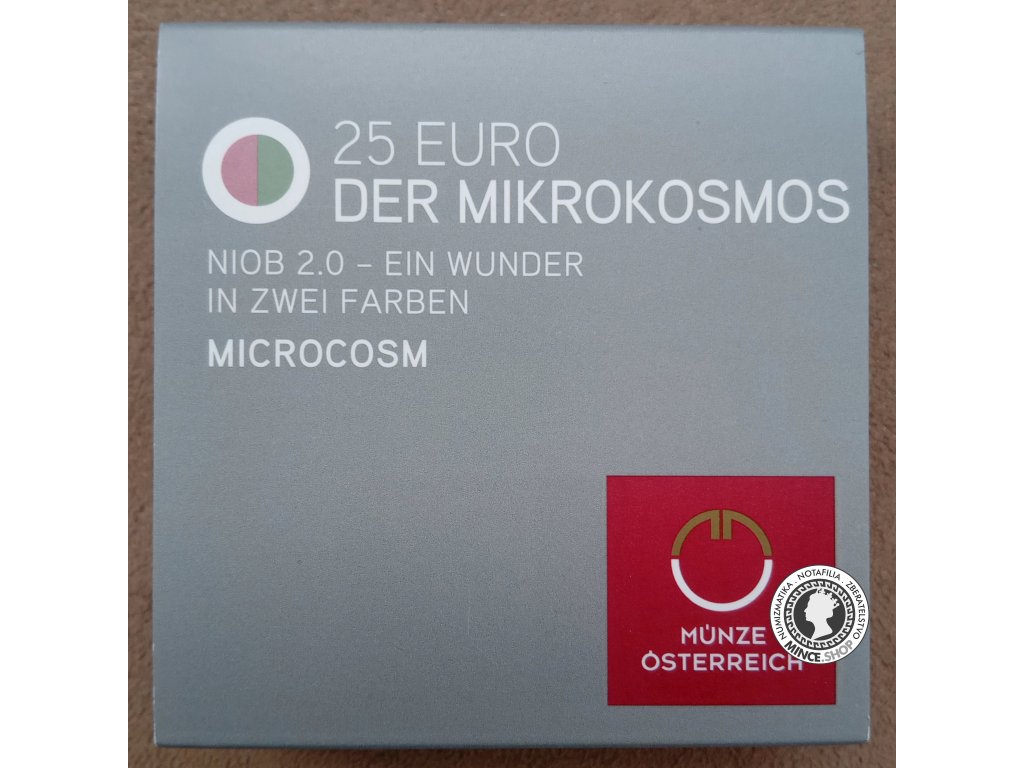 25 EURO
DER MIKROKOSMOS
NIOB 2.0 – EIN WUNDER
IN ZWEI FARBEN
MICROCOSM
MÜNZE
ÖSTERREICH
NUMIZMATIKA . NOTAFILIA . ZBERATELSTVO
MINCE.SHOP